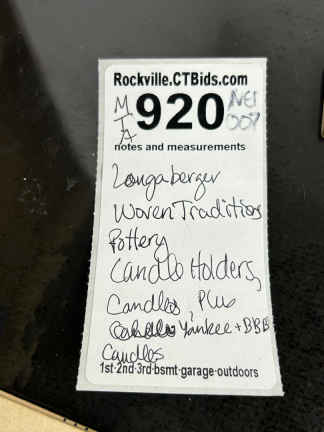 Rockville.CTBids.com
MTA 920 NEI 007
notes and measurements
Longaberger
Woven Traditions
Pottery
Candle Holders,
Candles, Plus
Yankee + BBB
Candles
1st·2nd·3rd·bsmt·garage·outdoors